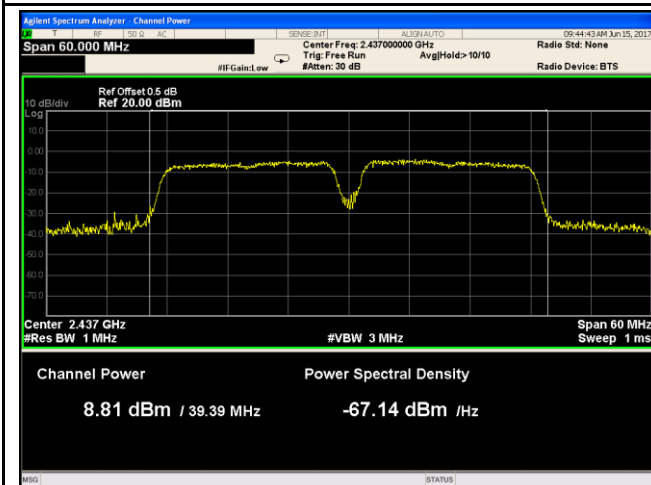 Agilent Spectrum Analyzer - Channel Power
T RF 50 Ω AC SENSE:INT ALIGNAUTO 09:44:43 AM Jun 15, 2017
Span 60.000 MHz Center Freq: 2.437000000 GHz Radio Std: None
Trig: Free Run Avg|Hold:>10/10
#IFGain:Low #Atten: 30 dB Radio Device: BTS
Ref Offset 0.5 dB
10 dB/div Ref 20.00 dBm
Log
10.0
0.00
-10.0
-20.0
-30.0
-40.0
-50.0
-60.0
-70.0
Center 2.437 GHz Span 60 MHz
#Res BW 1 MHz #VBW 3 MHz Sweep 1 ms
Channel Power Power Spectral Density
8.81 dBm / 39.39 MHz -67.14 dBm /Hz
MSG STATUS